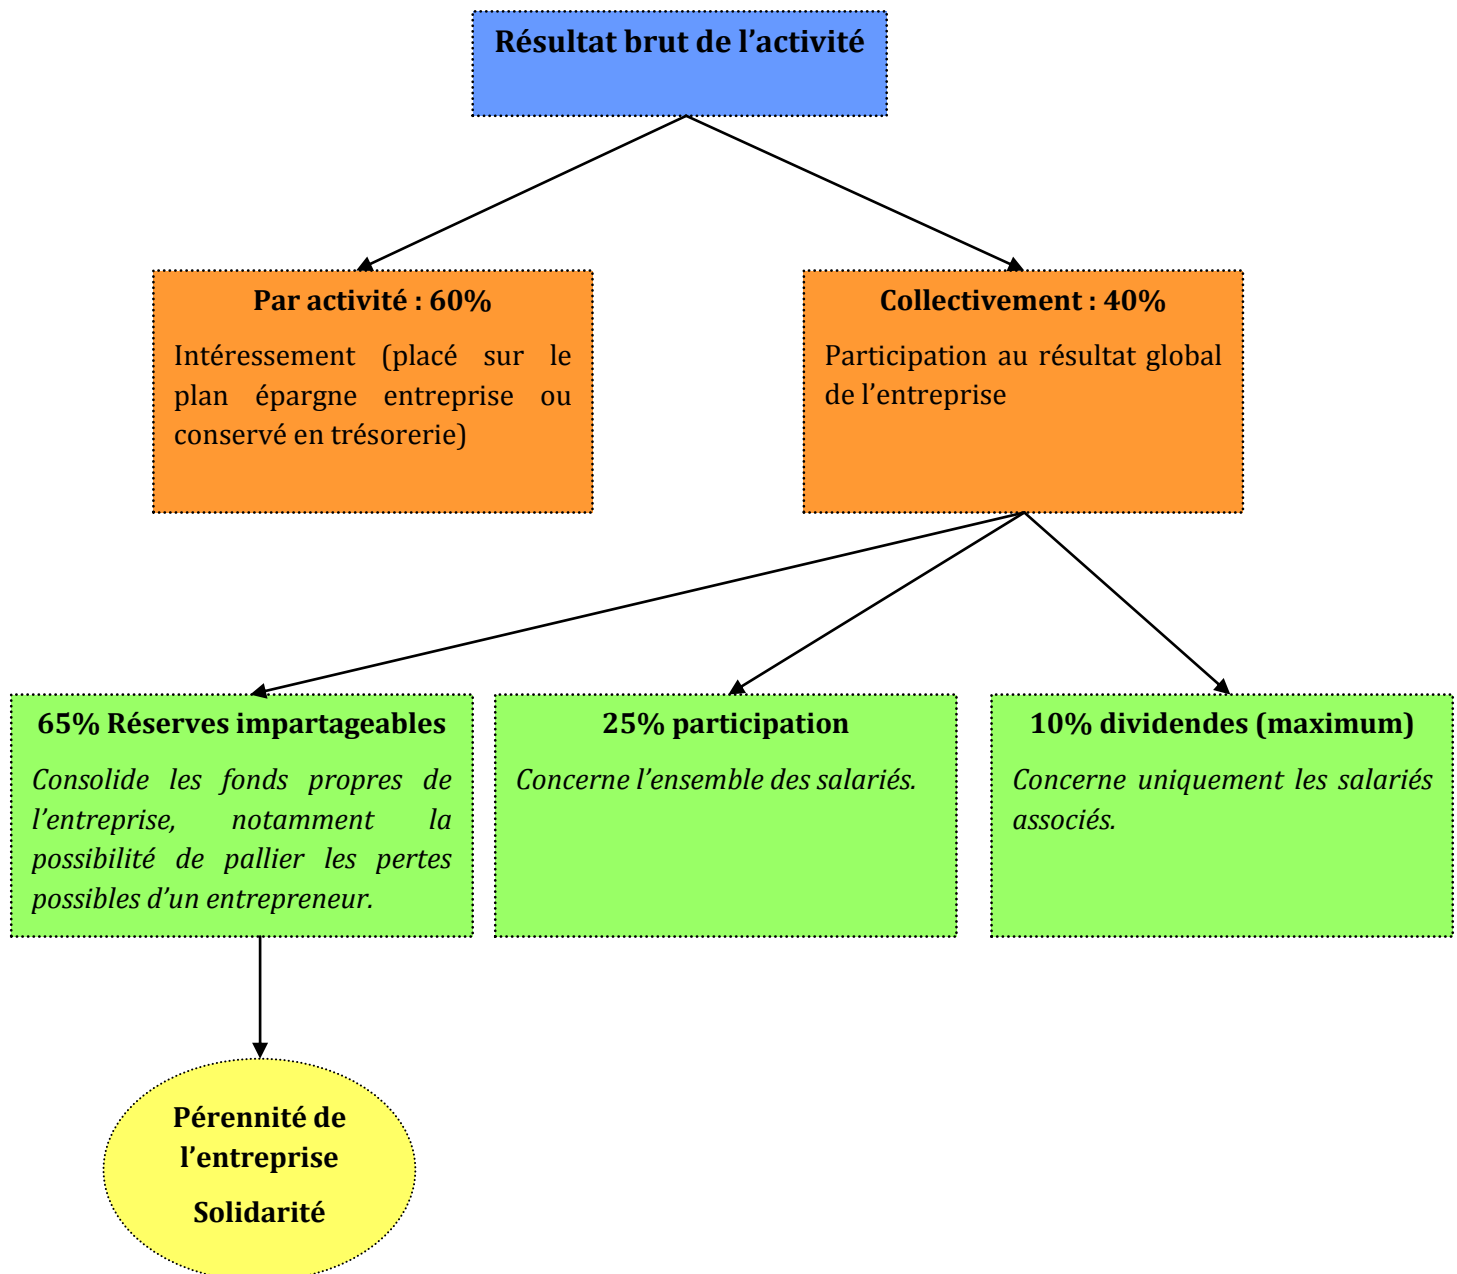 Résultat brut de l’activité
Par activité : 60%
Intéressement (placé sur le
plan épargne entreprise ou
conservé en trésorerie)
Collectivement : 40%
Participation au résultat global
de l’entreprise
65% Réserves impartageables
Consolide les fonds propres de
l’entreprise, notamment la
possibilité de pallier les pertes
possibles d’un entrepreneur.
25% participation
Concerne l’ensemble des salariés.
10% dividendes (maximum)
Concerne uniquement les salariés
associés.
Pérennité de
l’entreprise
Solidarité